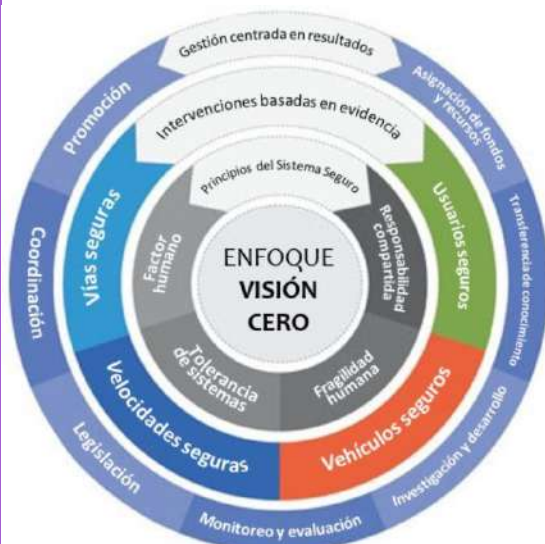 Gestión centrada en resultados
Asignación de fondos
y recursos
Transferencia de conocimiento
Investigación y desarrollo
Monitoreo y evaluación
Legislación
Coordinación
Promoción
Intervenciones basadas en evidencia
Usuarios seguros
Vehículos seguros
Velocidades seguras
Vías seguras
Principios del Sistema Seguro
Responsabilidad
compartida
Fragilidad
humana
Tolerancia
de sistemas
Factor
humano
ENFOQUE
VISIÓN
CERO